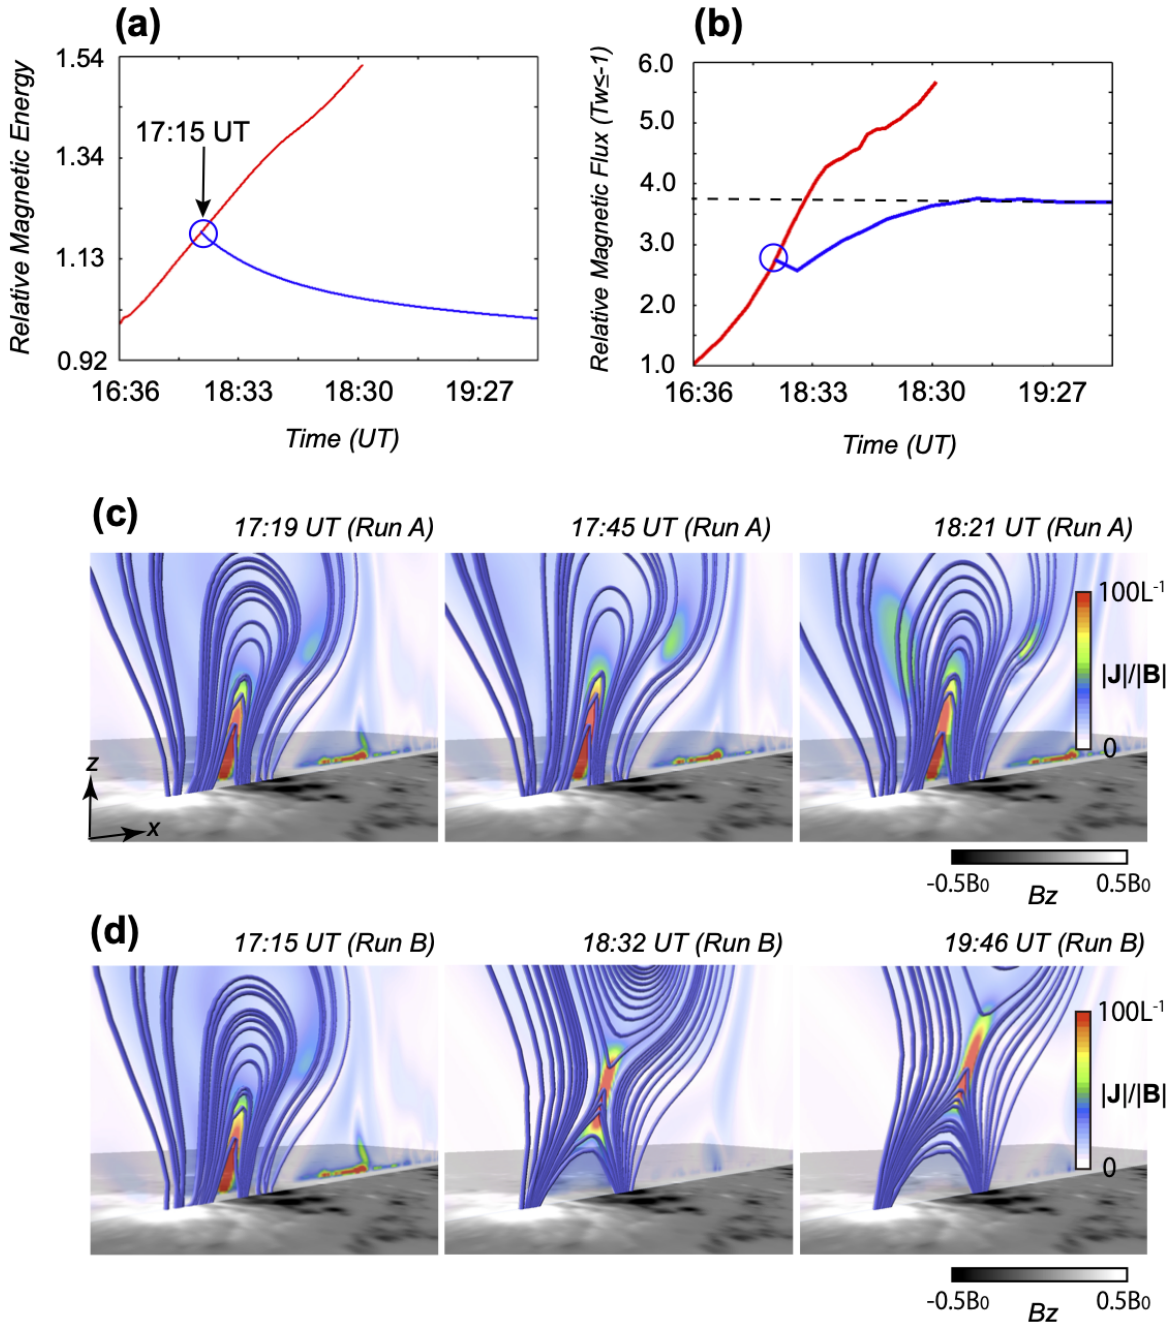 (a)
Relative Magnetic Energy
1.54
1.34
1.13
0.92
17:15 UT
16:36
18:33
18:30
19:27
Time (UT)
(b)
Relative Magnetic Flux (Tw≤-1)
6.0
5.0
4.0
3.0
2.0
1.0
16:36
18:33
18:30
19:27
Time (UT)
(c)
17:19 UT (Run A)
17:45 UT (Run A)
18:21 UT (Run A)
100L⁻¹
|J|/|B|
0
z
x
-0.5B₀
0.5B₀
Bz
(d)
17:15 UT (Run B)
18:32 UT (Run B)
19:46 UT (Run B)
100L⁻¹
|J|/|B|
0
-0.5B₀
0.5B₀
Bz